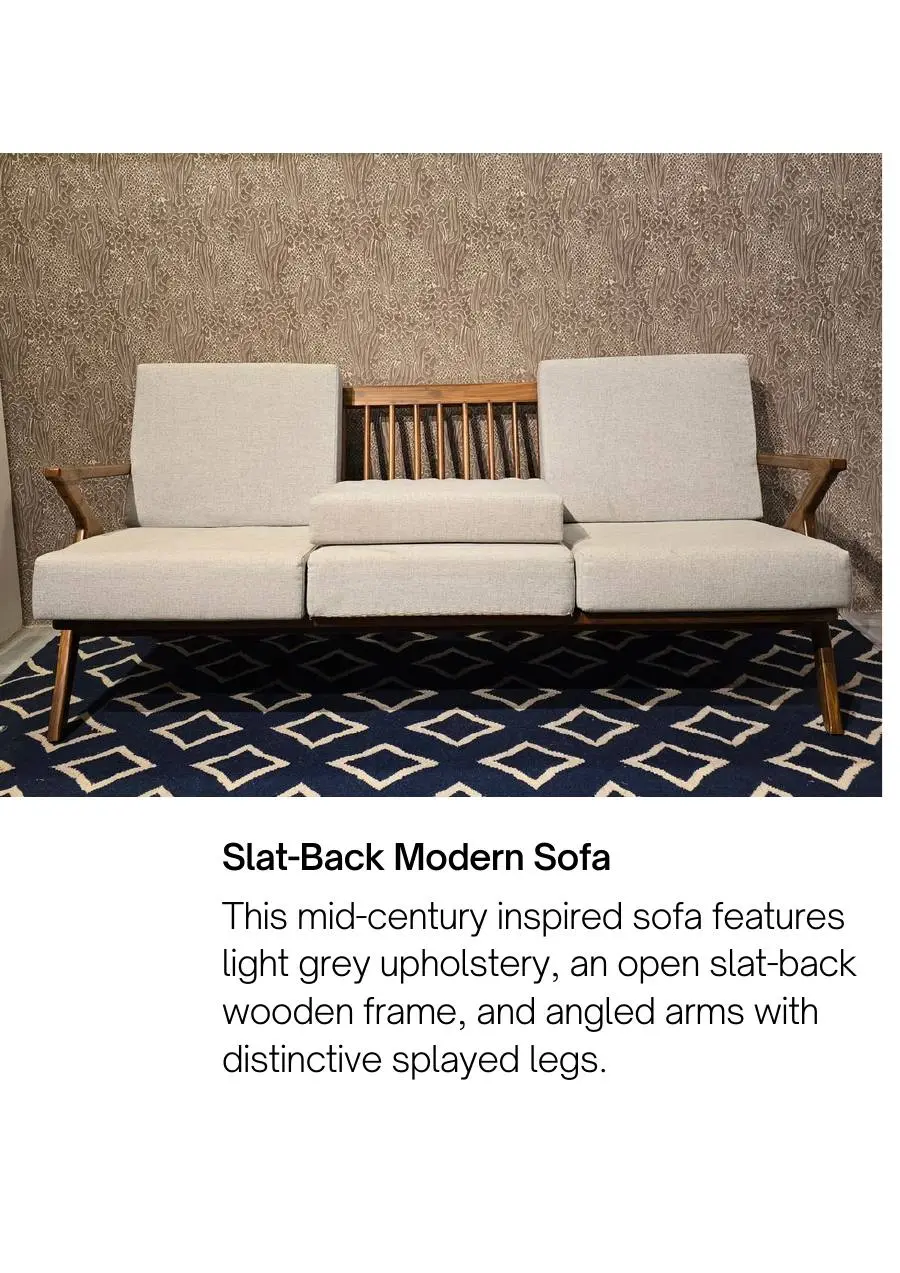 Slat-Back Modern Sofa
This mid-century inspired sofa features
light grey upholstery, an open slat-back
wooden frame, and angled arms with
distinctive splayed legs.